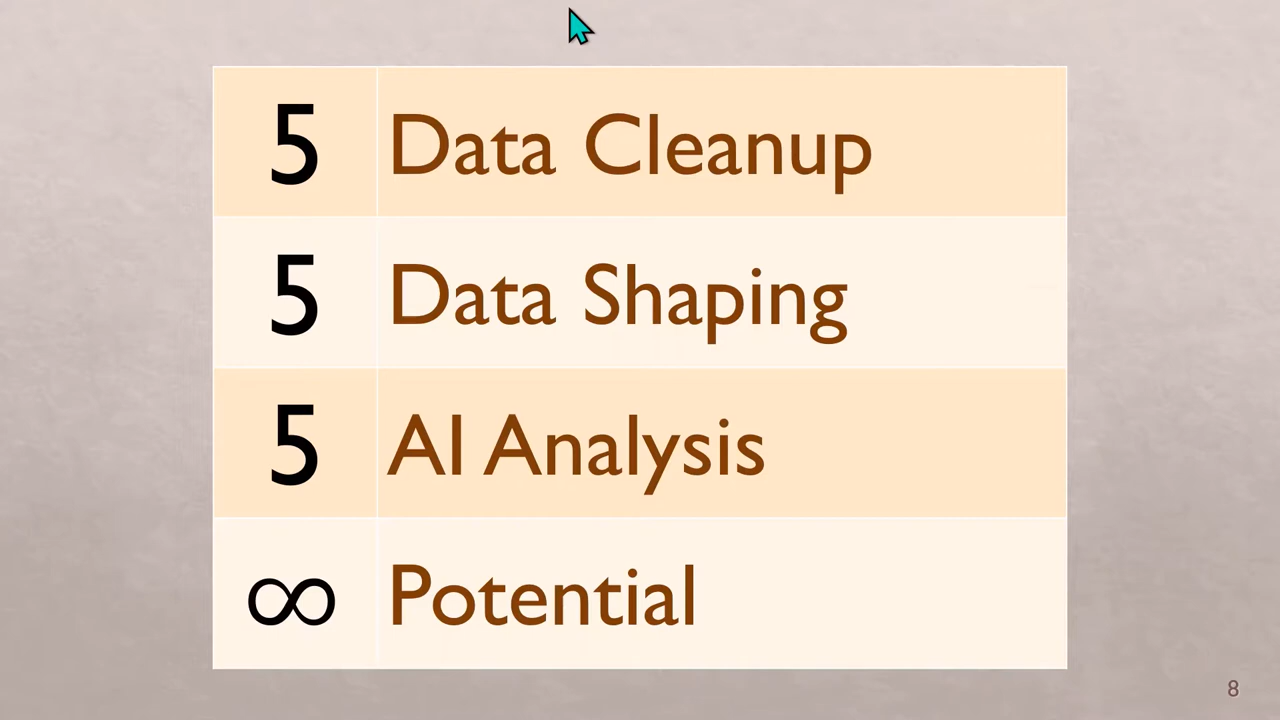 5 Data Cleanup
5 Data Shaping
5 AI Analysis
∞ Potential
8